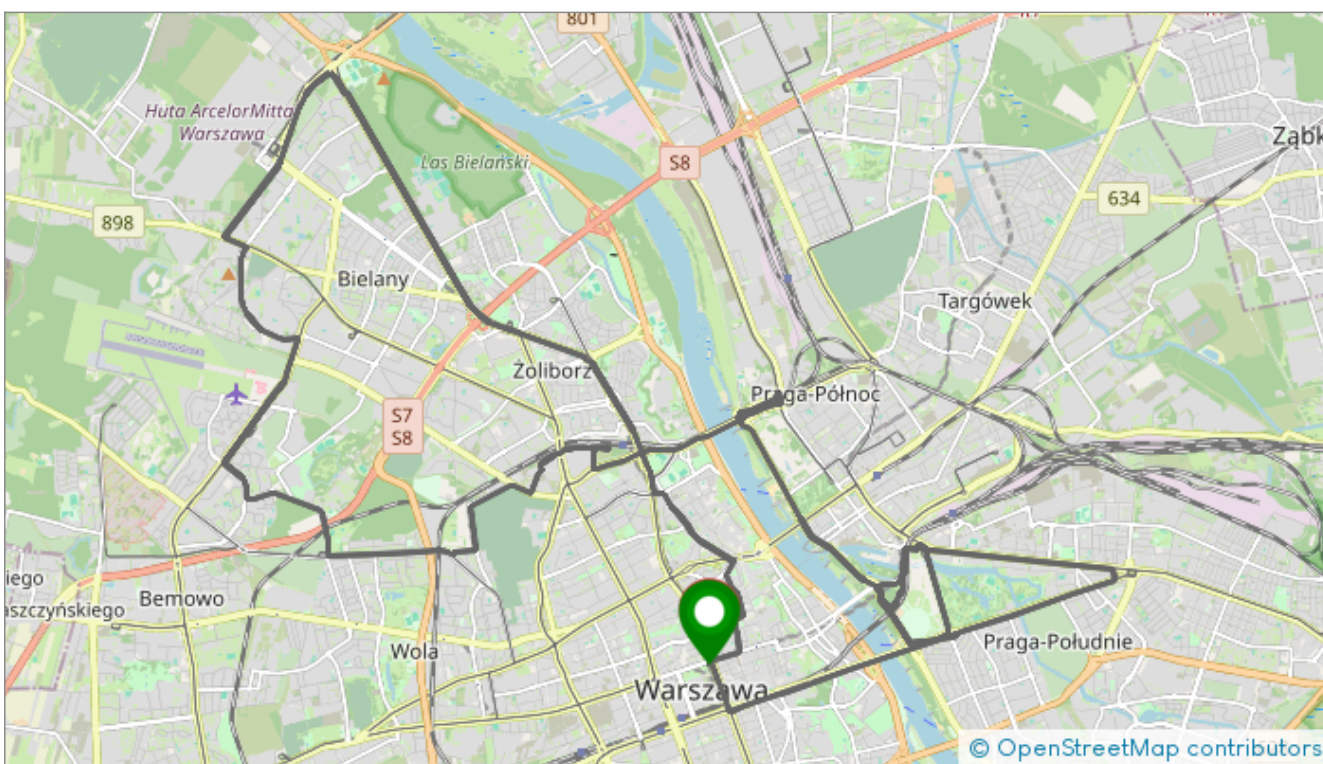 801
Huta ArcelorMitta
Warszawa
Las Bielański
S8
Ząbk
634
898
Bielany
Targówek
Żoliborz
Praga-Północ
S7
S8
iego
aszczyńskiego
Bemowo
Wola
Praga-Południe
Warszawa
© OpenStreetMap contributors